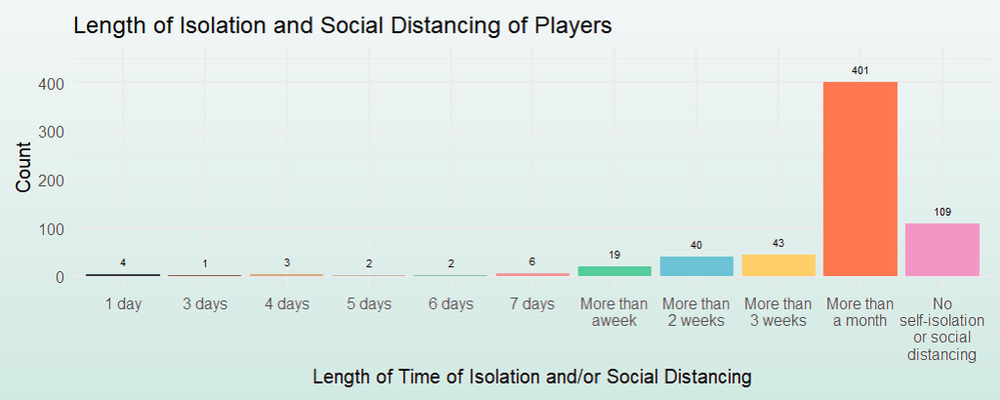 Length of Isolation and Social Distancing of Players
Count
400
300
200
100
0
4
1
3
2
2
6
19
40
43
401
109
1 day
3 days
4 days
5 days
6 days
7 days
More than
aweek
More than
2 weeks
More than
3 weeks
More than
a month
No
self-isolation
or social
distancing
Length of Time of Isolation and/or Social Distancing